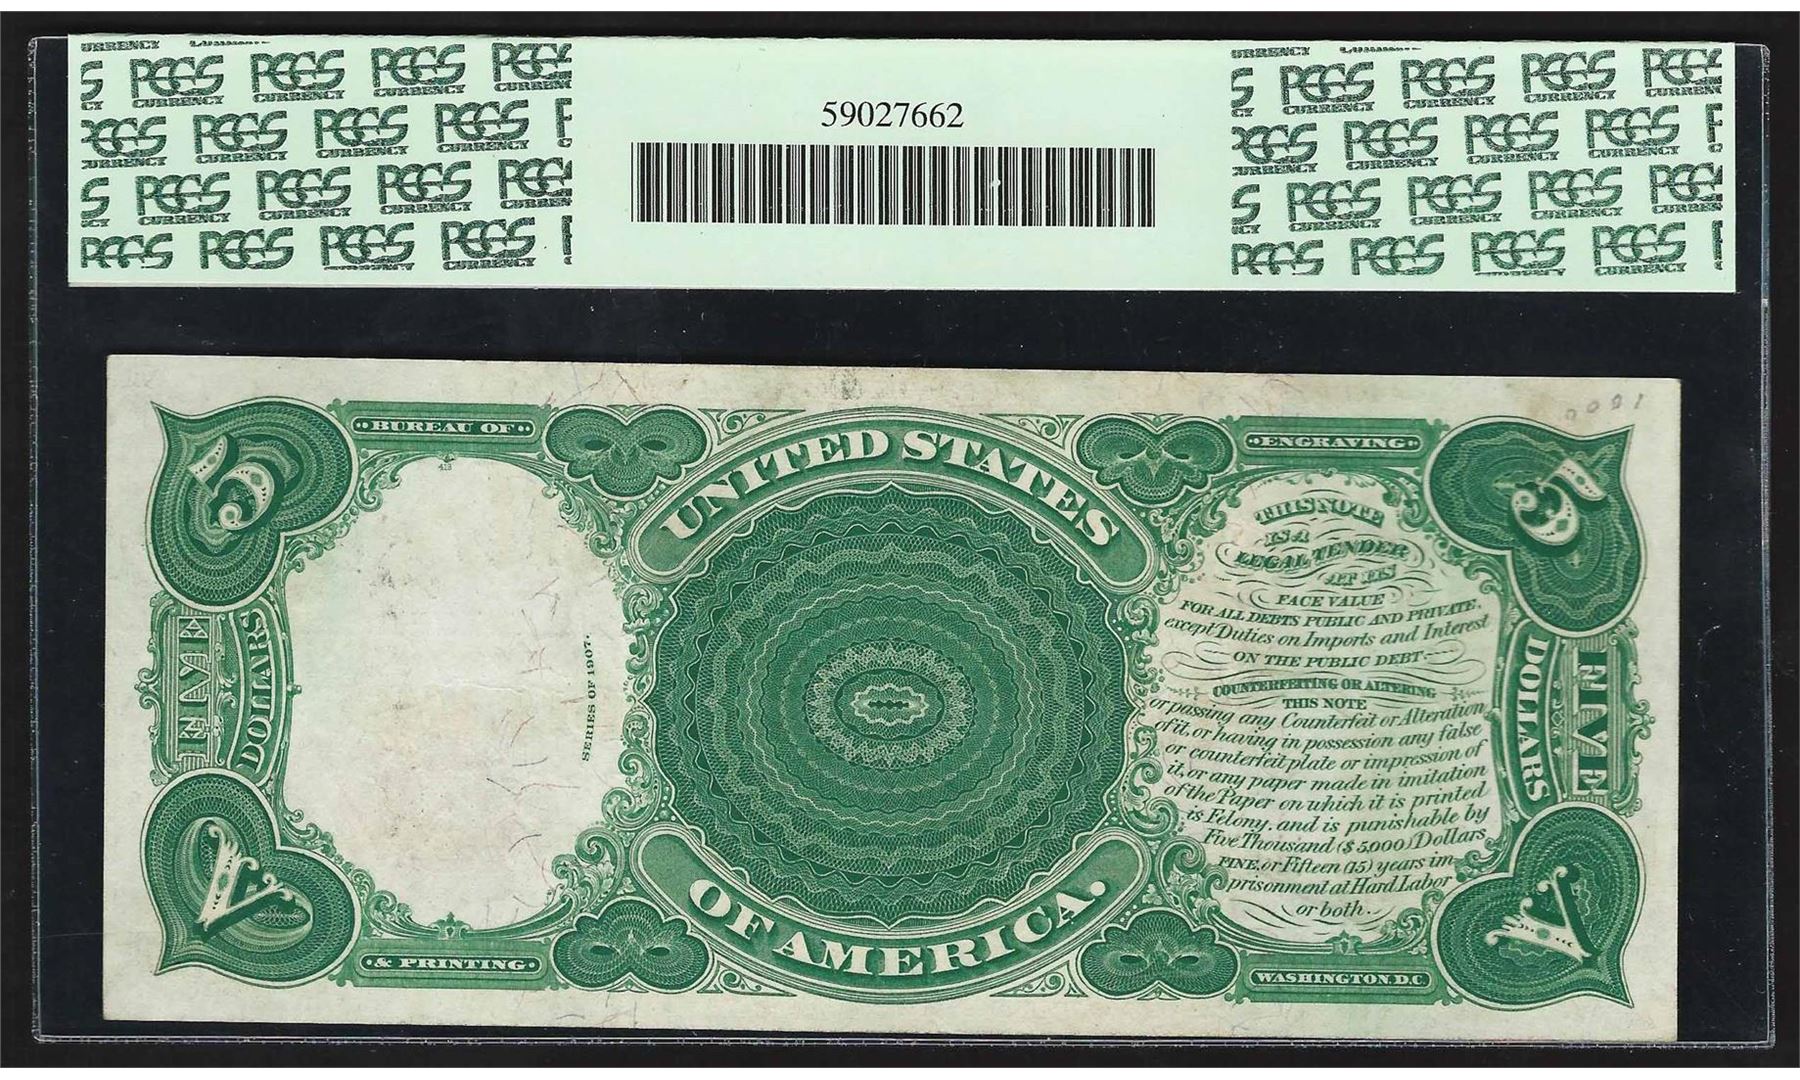 PCGS CURRENCY
59027662
BUREAU OF
ENGRAVING
& PRINTING
WASHINGTON, D.C.
UNITED STATES
OF AMERICA.
5
5
V
V
FIVE
DOLLARS
FIVE
DOLLARS
413
SERIES OF 1907.
THIS NOTE
IS A
LEGAL TENDER
AT ITS
FACE VALUE
FOR ALL DEBTS PUBLIC AND PRIVATE,
except Duties on Imports and Interest
ON THE PUBLIC DEBT.
COUNTERFEITING OR ALTERING
THIS NOTE
or passing any Counterfeit or Alteration
of it, or having in possession any false
or counterfeit plate or impression of
it, or any paper made in imitation
of the Paper on which it is printed
is Felony, and is punishable by
Five Thousand ($5,000) Dollars
FINE, or Fifteen (15) years im-
prisonment at Hard Labor
or both.